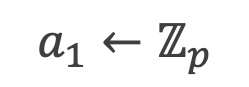 a₁ ← ℤₚ